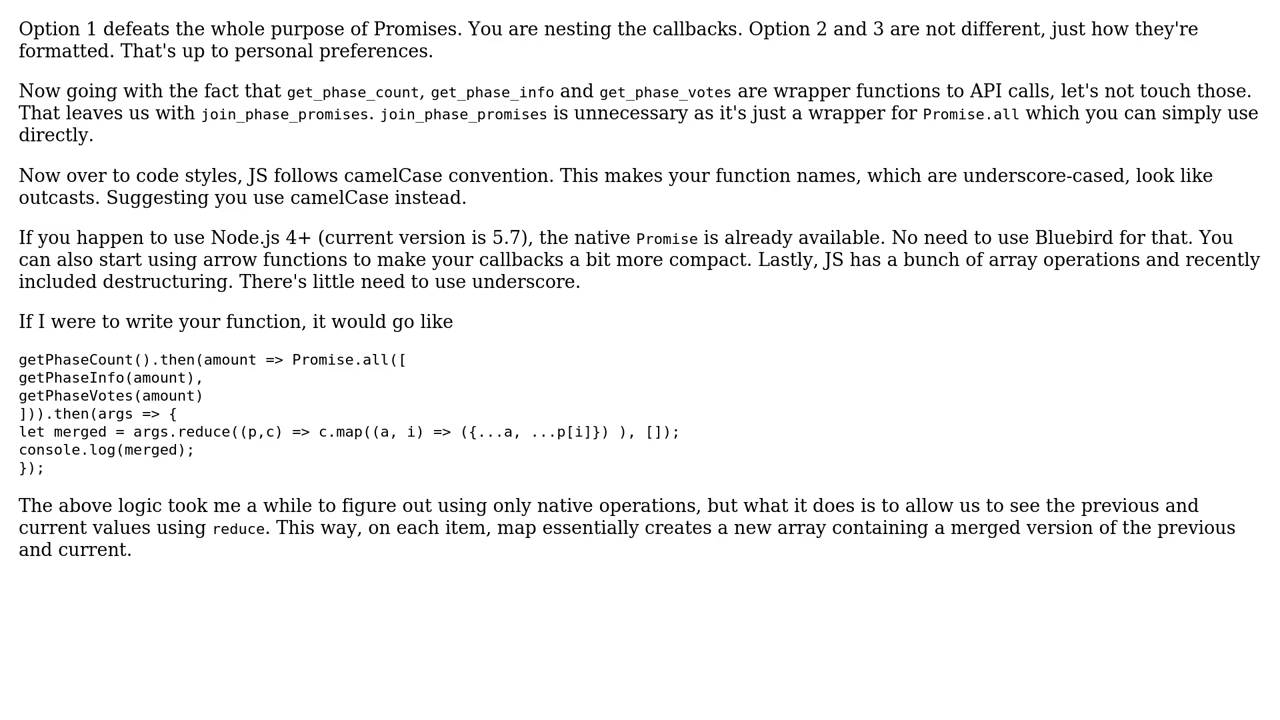 Option 1 defeats the whole purpose of Promises. You are nesting the callbacks. Option 2 and 3 are not different, just how they're
formatted. That's up to personal preferences.
Now going with the fact that get_phase_count, get_phase_info and get_phase_votes are wrapper functions to API calls, let's not touch those.
That leaves us with join_phase_promises. join_phase_promises is unnecessary as it's just a wrapper for Promise.all which you can simply use
directly.
Now over to code styles, JS follows camelCase convention. This makes your function names, which are underscore-cased, look like
outcasts. Suggesting you use camelCase instead.
If you happen to use Node.js 4+ (current version is 5.7), the native Promise is already available. No need to use Bluebird for that. You
can also start using arrow functions to make your callbacks a bit more compact. Lastly, JS has a bunch of array operations and recently
included destructuring. There's little need to use underscore.
If I were to write your function, it would go like
getPhaseCount().then(amount => Promise.all([
getPhaseInfo(amount),
getPhaseVotes(amount)
])).then(args => {
let merged = args.reduce((p,c) => c.map((a, i) => ({...a, ...p[i]}) ), []);
console.log(merged);
});
The above logic took me a while to figure out using only native operations, but what it does is to allow us to see the previous and
current values using reduce. This way, on each item, map essentially creates a new array containing a merged version of the previous
and current.